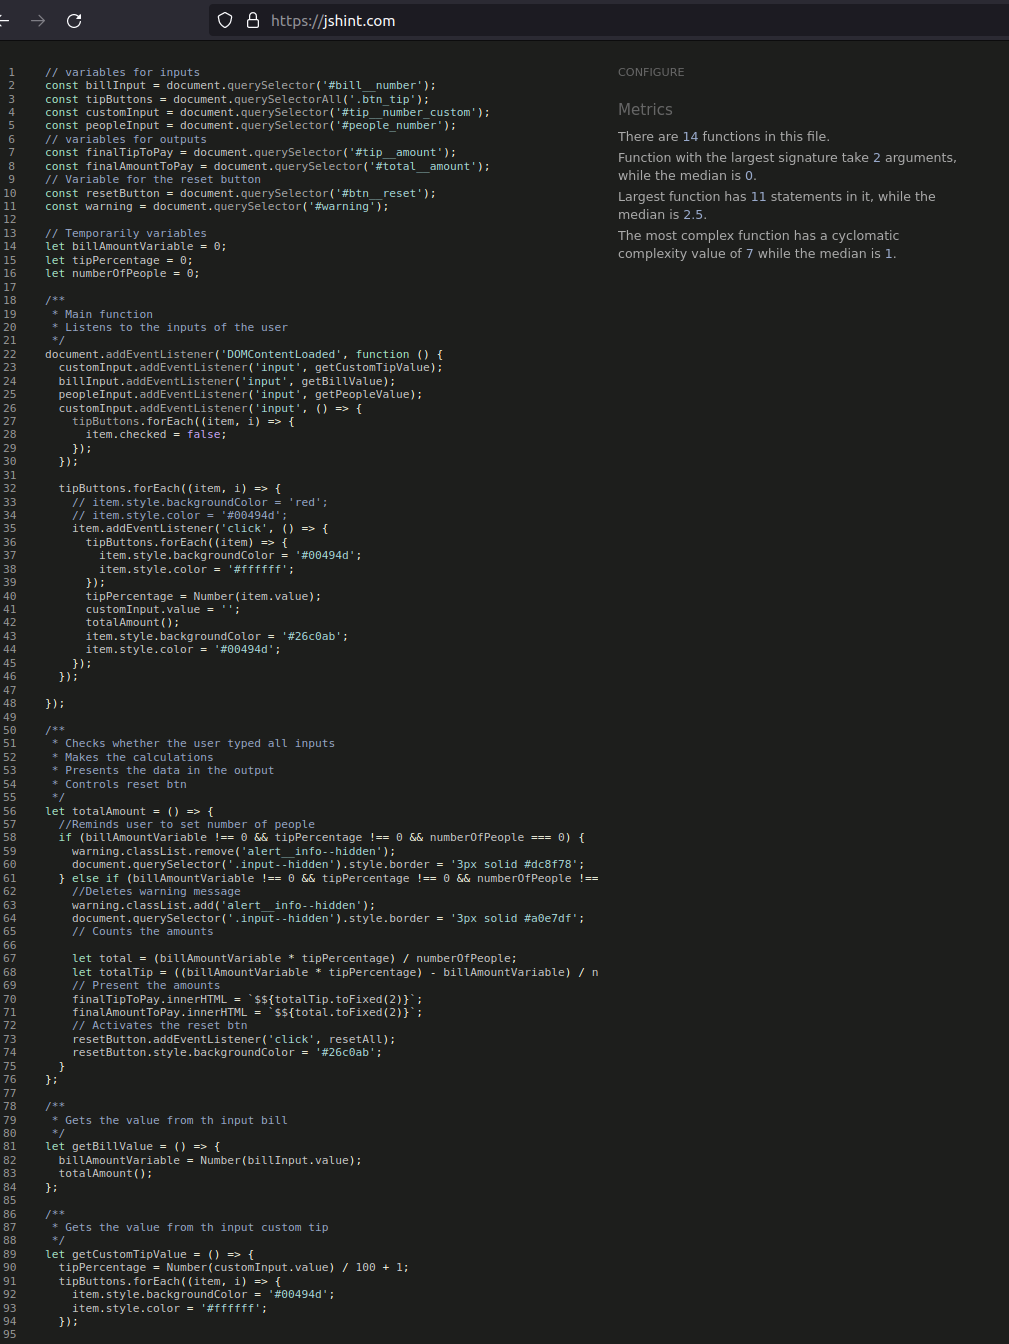 https://jshint.com
1 // variables for inputs
2 const billInput = document.querySelector('#bill__number');
3 const tipButtons = document.querySelectorAll('.btn_tip');
4 const customInput = document.querySelector('#tip__number_custom');
5 const peopleInput = document.querySelector('#people_number');
6 // variables for outputs
7 const finalTipToPay = document.querySelector('#tip__amount');
8 const finalAmountToPay = document.querySelector('#total__amount');
9 // Variable for the reset button
10 const resetButton = document.querySelector('#btn__reset');
11 const warning = document.querySelector('#warning');
12
13 // Temporarily variables
14 let billAmountVariable = 0;
15 let tipPercentage = 0;
16 let numberOfPeople = 0;
17
18 /**
19  * Main function
20  * Listens to the inputs of the user
21  */
22 document.addEventListener('DOMContentLoaded', function () {
23   customInput.addEventListener('input', getCustomTipValue);
24   billInput.addEventListener('input', getBillValue);
25   peopleInput.addEventListener('input', getPeopleValue);
26   customInput.addEventListener('input', () => {
27     tipButtons.forEach((item, i) => {
28       item.checked = false;
29     });
30   });
31
32   tipButtons.forEach((item, i) => {
33     // item.style.backgroundColor = 'red';
34     // item.style.color = '#00494d';
35     item.addEventListener('click', () => {
36       tipButtons.forEach((item) => {
37         item.style.backgroundColor = '#00494d';
38         item.style.color = '#ffffff';
39       });
40       tipPercentage = Number(item.value);
41       customInput.value = '';
42       totalAmount();
43       item.style.backgroundColor = '#26c0ab';
44       item.style.color = '#00494d';
45     });
46   });
47
48 });
49
50 /**
51  * Checks whether the user typed all inputs
52  * Makes the calculations
53  * Presents the data in the output
54  * Controls reset btn
55  */
56 let totalAmount = () => {
57   //Reminds user to set number of people
58   if (billAmountVariable !== 0 && tipPercentage !== 0 && numberOfPeople === 0) {
59     warning.classList.remove('alert__info--hidden');
60     document.querySelector('.input--hidden').style.border = '3px solid #dc8f78';
61   } else if (billAmountVariable !== 0 && tipPercentage !== 0 && numberOfPeople !==
62     //Deletes warning message
63     warning.classList.add('alert__info--hidden');
64     document.querySelector('.input--hidden').style.border = '3px solid #a0e7df';
65     // Counts the amounts
66
67     let total = (billAmountVariable * tipPercentage) / numberOfPeople;
68     let totalTip = ((billAmountVariable * tipPercentage) - billAmountVariable) / n
69     // Present the amounts
70     finalTipToPay.innerHTML = `$${totalTip.toFixed(2)}`;
71     finalAmountToPay.innerHTML = `$${total.toFixed(2)}`;
72     // Activates the reset btn
73     resetButton.addEventListener('click', resetAll);
74     resetButton.style.backgroundColor = '#26c0ab';
75   }
76 };
77
78 /**
79  * Gets the value from th input bill
80  */
81 let getBillValue = () => {
82   billAmountVariable = Number(billInput.value);
83   totalAmount();
84 };
85
86 /**
87  * Gets the value from th input custom tip
88  */
89 let getCustomTipValue = () => {
90   tipPercentage = Number(customInput.value) / 100 + 1;
91   tipButtons.forEach((item, i) => {
92     item.style.backgroundColor = '#00494d';
93     item.style.color = '#ffffff';
94   });
95
CONFIGURE
Metrics
There are 14 functions in this file.
Function with the largest signature take 2 arguments,
while the median is 0.
Largest function has 11 statements in it, while the
median is 2.5.
The most complex function has a cyclomatic
complexity value of 7 while the median is 1.